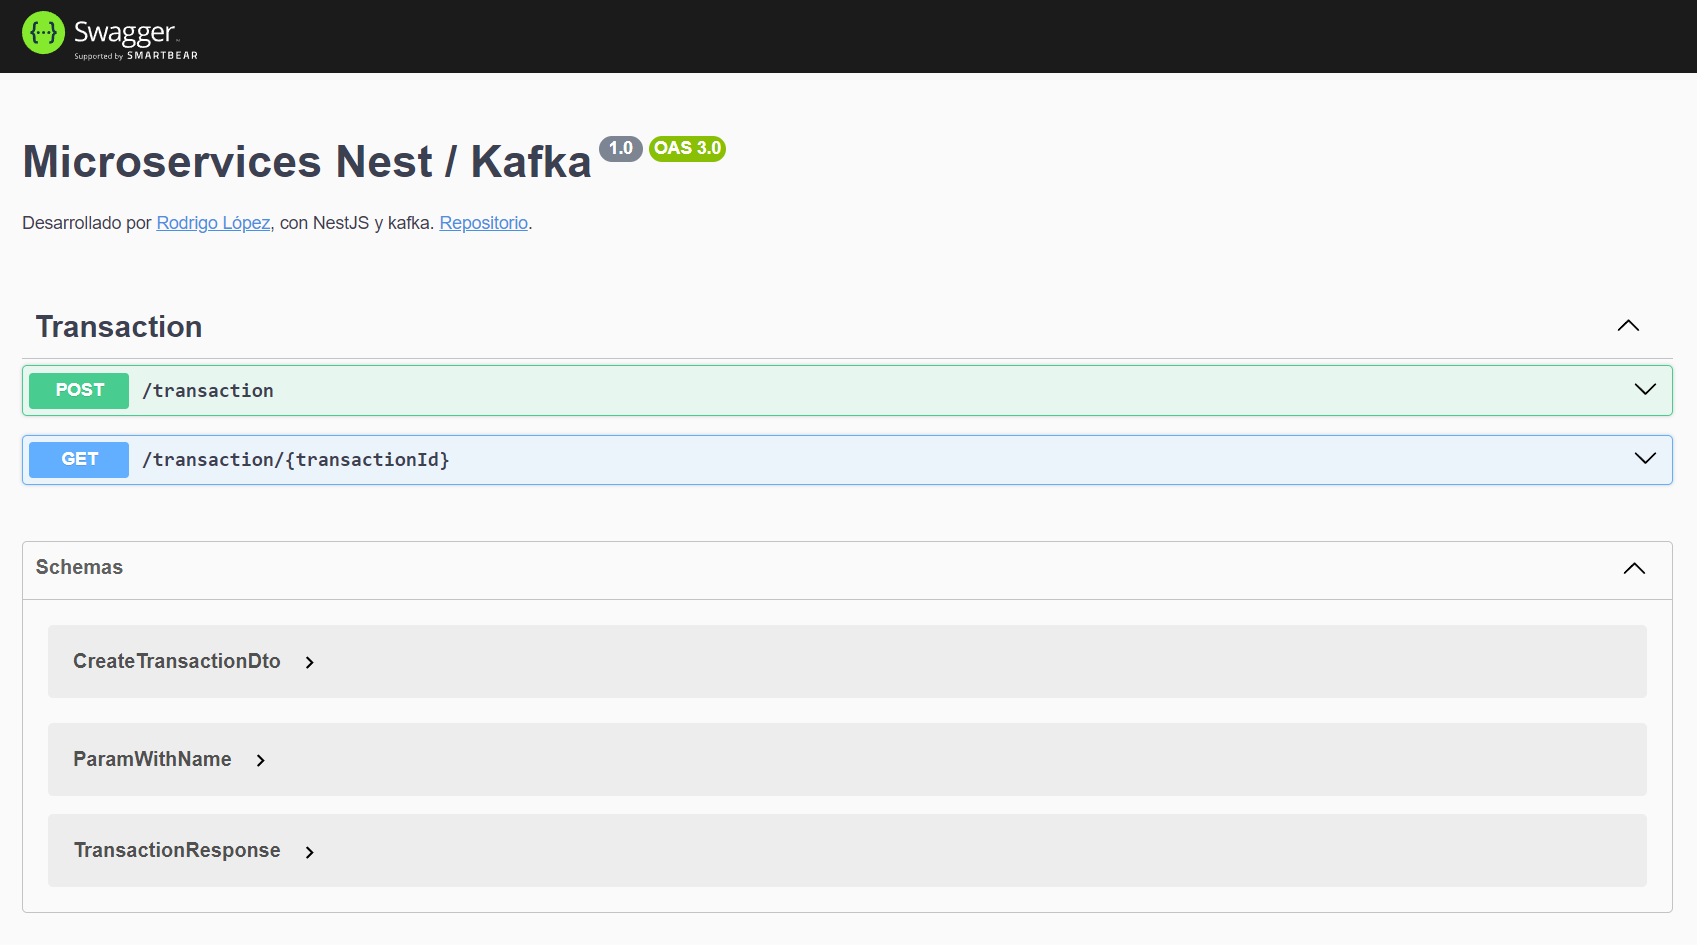 {···} Swagger
Supported by SMARTBEAR
Microservices Nest / Kafka 1.0 OAS 3.0
Desarrollado por Rodrigo López, con NestJS y kafka. Repositorio.
Transaction
POST /transaction
GET /transaction/{transactionId}
Schemas
CreateTransactionDto
ParamWithName
TransactionResponse